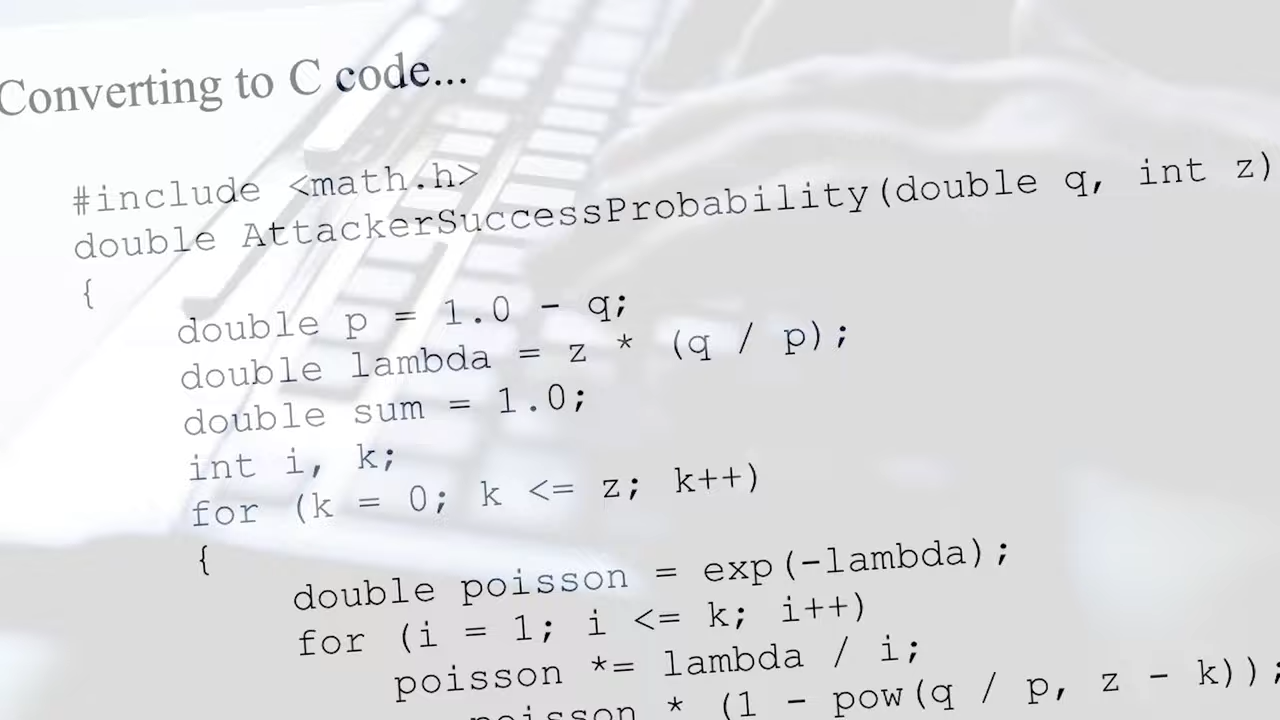 Converting to C code...
#include <math.h>
double AttackerSuccessProbability(double q, int z)
{
double p = 1.0 - q;
double lambda = z * (q / p);
double sum = 1.0;
int i, k;
for (k = 0; k <= z; k++)
{
double poisson = exp(-lambda);
for (i = 1; i <= k; i++)
poisson *= lambda / i;
poisson * (1 - pow(q / p, z - k));